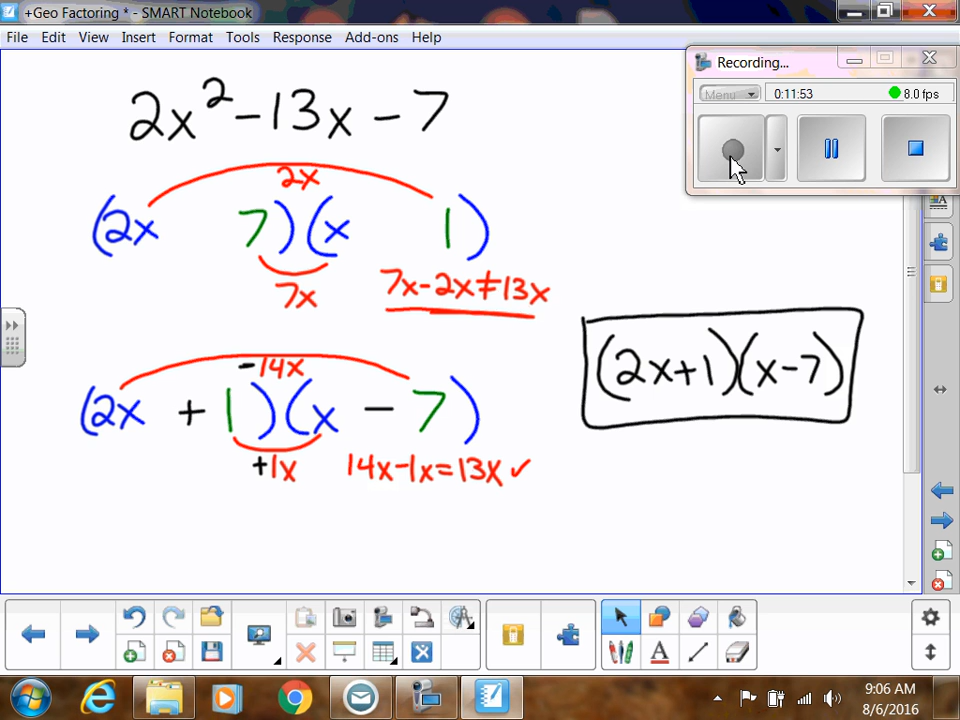 +Geo Factoring * - SMART Notebook
File Edit View Insert Format Tools Response Add-ons Help
Recording...
Menu 0:11:53 8.0 fps
2x² - 13x - 7
2x
(2x 7)(x 1)
7x
7x - 2x ≠ 13x
-14x
(2x + 1)(x - 7)
+1x 14x - 1x = 13x ✓
(2x+1)(x-7)
9:06 AM
8/6/2016